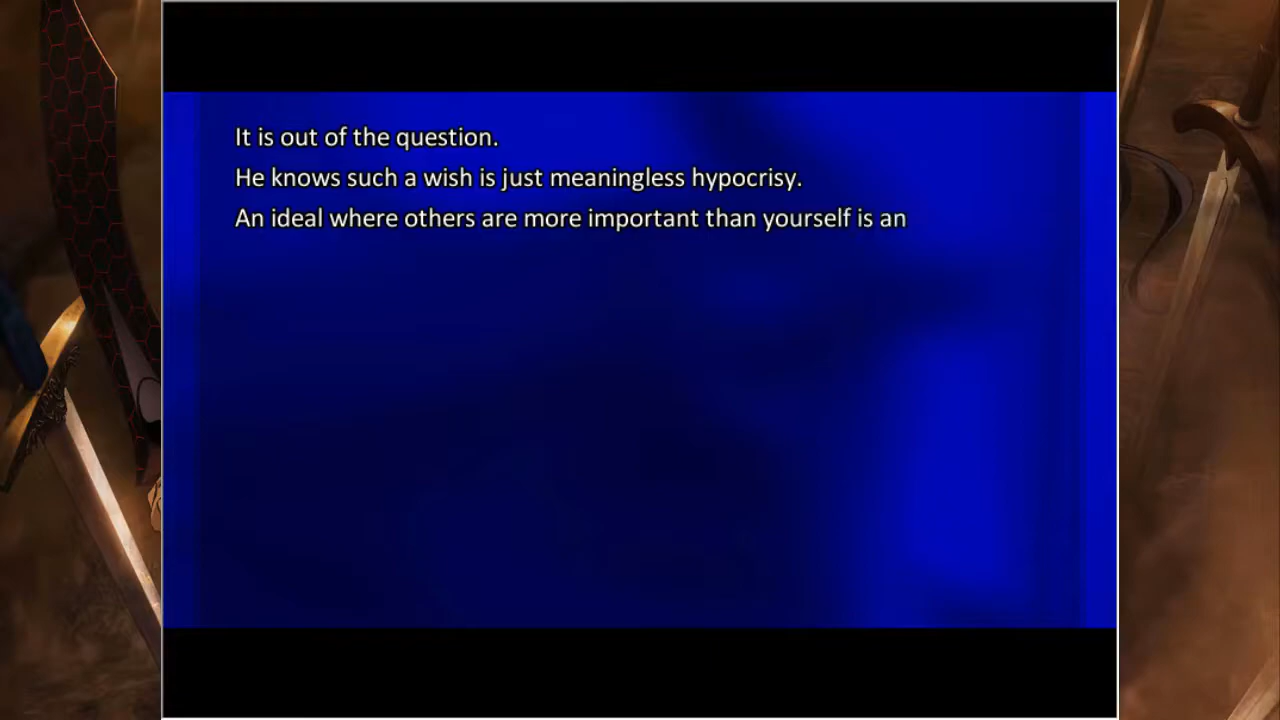 It is out of the question.
He knows such a wish is just meaningless hypocrisy.
An ideal where others are more important than yourself is an